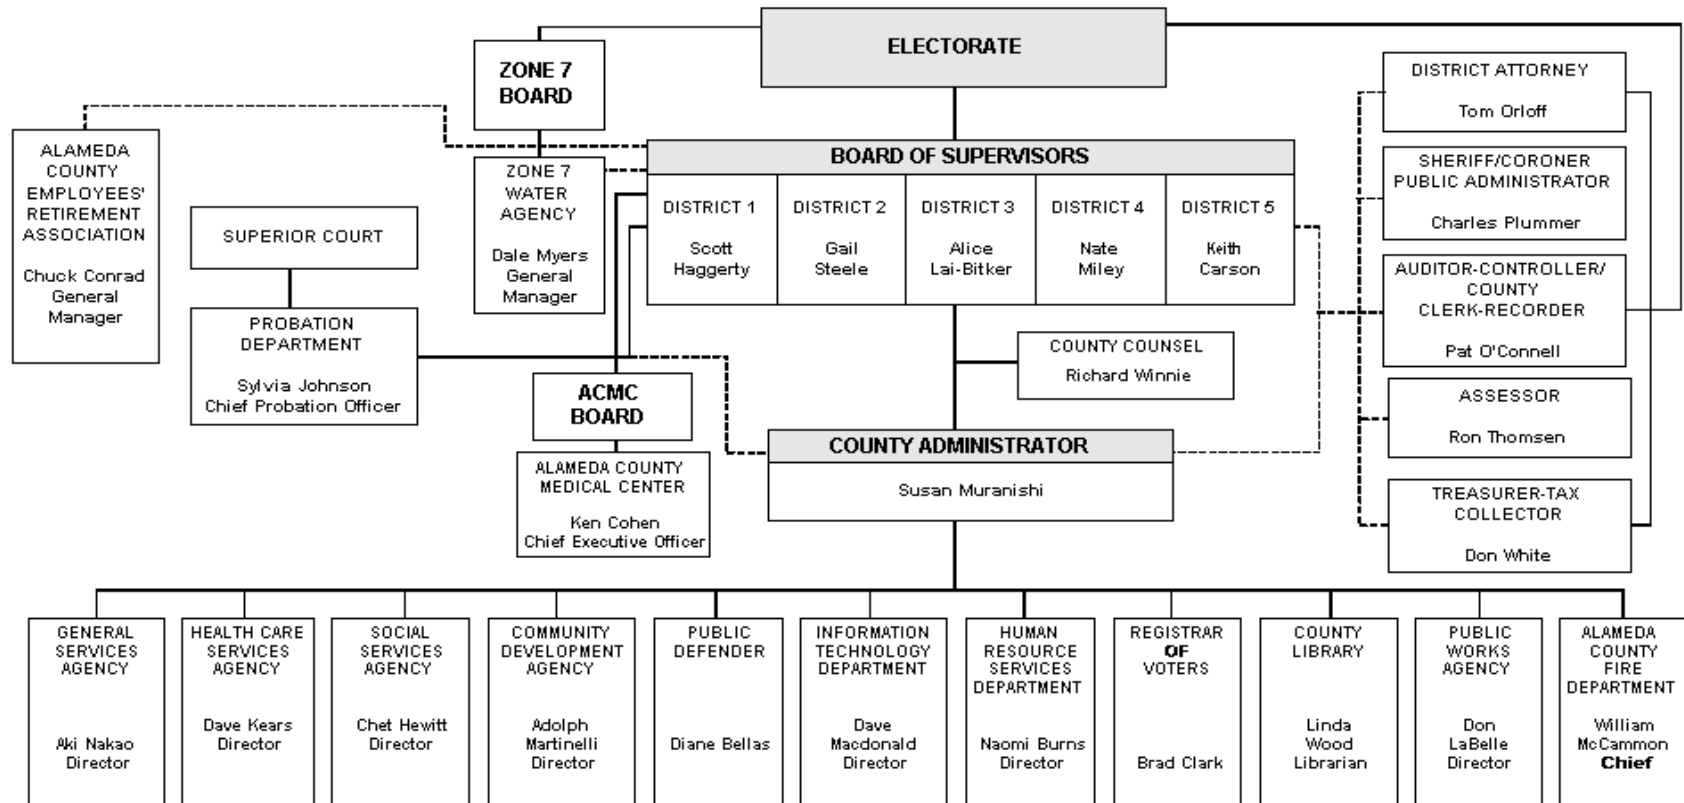 ELECTORATE
ZONE 7
BOARD
DISTRICT ATTORNEY
Tom Orloff
ALAMEDA
COUNTY
EMPLOYEES'
RETIREMENT
ASSOCIATION
Chuck Conrad
General
Manager
ZONE 7
WATER
AGENCY
Dale Myers
General
Manager
BOARD OF SUPERVISORS
DISTRICT 1
Scott
Haggerty
DISTRICT 2
Gail
Steele
DISTRICT 3
Alice
Lai-Bitker
DISTRICT 4
Nate
Miley
DISTRICT 5
Keith
Carson
SHERIFF/CORONER
PUBLIC ADMINISTRATOR
Charles Plummer
SUPERIOR COURT
AUDITOR-CONTROLLER/
COUNTY
CLERK-RECORDER
Pat O'Connell
PROBATION
DEPARTMENT
Sylvia Johnson
Chief Probation Officer
COUNTY COUNSEL
Richard Winnie
ACMC
BOARD
ASSESSOR
Ron Thomsen
COUNTY ADMINISTRATOR
Susan Muranishi
ALAMEDA COUNTY
MEDICAL CENTER
Ken Cohen
Chief Executive Officer
TREASURER-TAX
COLLECTOR
Don White
GENERAL
SERVICES
AGENCY
Aki Nakao
Director
HEALTH CARE
SERVICES
AGENCY
Dave Kears
Director
SOCIAL
SERVICES
AGENCY
Chet Hewitt
Director
COMMUNITY
DEVELOPMENT
AGENCY
Adolph
Martinelli
Director
PUBLIC
DEFENDER
Diane Bellas
INFORMATION
TECHNOLOGY
DEPARTMENT
Dave
Macdonald
Director
HUMAN
RESOURCE
SERVICES
DEPARTMENT
Naomi Burns
Director
REGISTRAR
OF
VOTERS
Brad Clark
COUNTY
LIBRARY
Linda
Wood
Librarian
PUBLIC
WORKS
AGENCY
Don
LaBelle
Director
ALAMEDA
COUNTY
FIRE
DEPARTMENT
William
McCammon
Chief